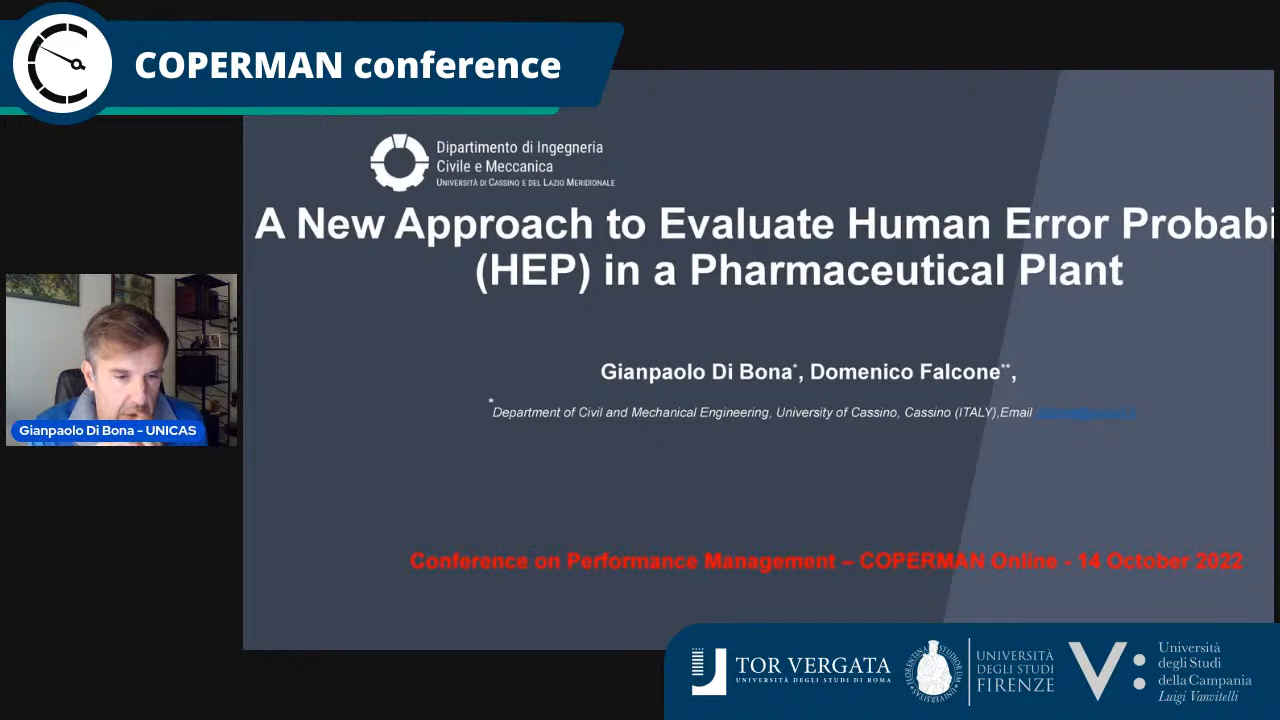 COPERMAN conference
Dipartimento di Ingegneria
Civile e Meccanica
UNIVERSITÀ DI CASSINO E DEL LAZIO MERIDIONALE
A New Approach to Evaluate Human Error Probabi
(HEP) in a Pharmaceutical Plant
Gianpaolo Di Bona*, Domenico Falcone**,
*Department of Civil and Mechanical Engineering, University of Cassino, Cassino (ITALY),Email
Gianpaolo Di Bona - UNICAS
Conference on Performance Management – COPERMAN Online - 14 October 2022
TOR VERGATA
UNIVERSITÀ DEGLI STUDI DI ROMA
UNIVERSITÀ
DEGLI STUDI
FIRENZE
V:
Università
degli Studi
della Campania
Luigi Vanvitelli